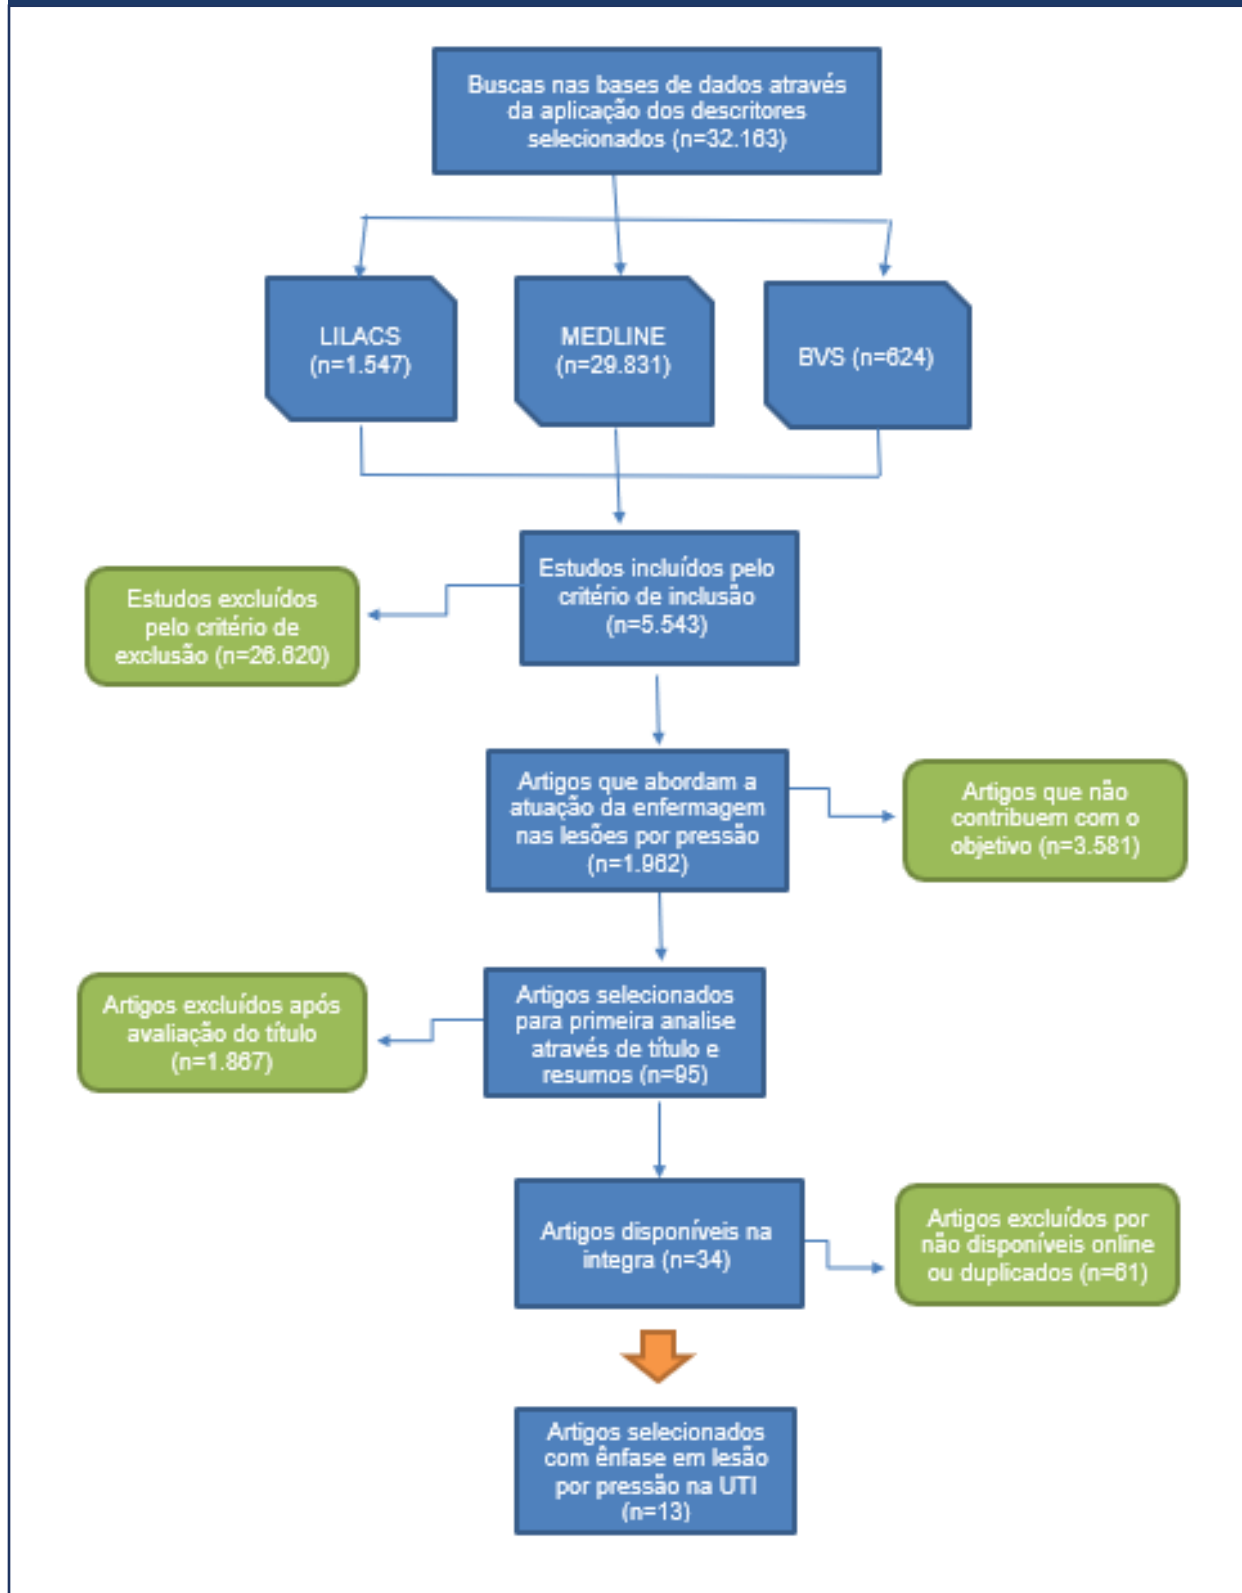 Buscas nas bases de dados através
da aplicação dos descritores
selecionados (n=32.163)
LILACS
(n=1.547)
MEDLINE
(n=29.831)
BVS (n=624)
Estudos incluídos pelo
critério de inclusão
(n=5.543)
Estudos excluídos
pelo critério de
exclusão (n=26.620)
Artigos que abordam a
atuação da enfermagem
nas lesões por pressão
(n=1.962)
Artigos que não
contribuem com o
objetivo (n=3.581)
Artigos selecionados
para primeira analise
através de título e
resumos (n=95)
Artigos excluídos após
avaliação do título
(n=1.867)
Artigos disponíveis na
integra (n=34)
Artigos excluídos por
não disponíveis online
ou duplicados (n=61)
Artigos selecionados
com ênfase em lesão
por pressão na UTI
(n=13)